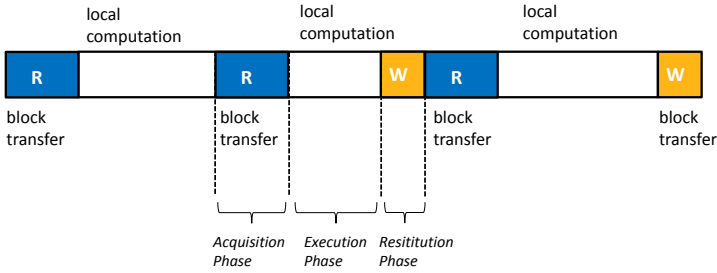 local
computation
local
computation
local
computation
R
R
W
R
W
block
transfer
block
transfer
block
transfer
block
transfer
Acquisition
Phase
Execution
Phase
Resititution
Phase